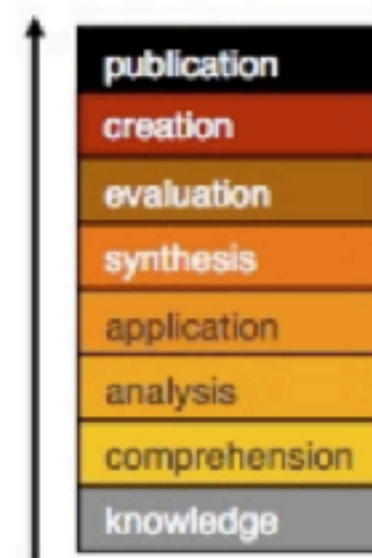 publication
creation
evaluation
synthesis
application
analysis
comprehension
knowledge